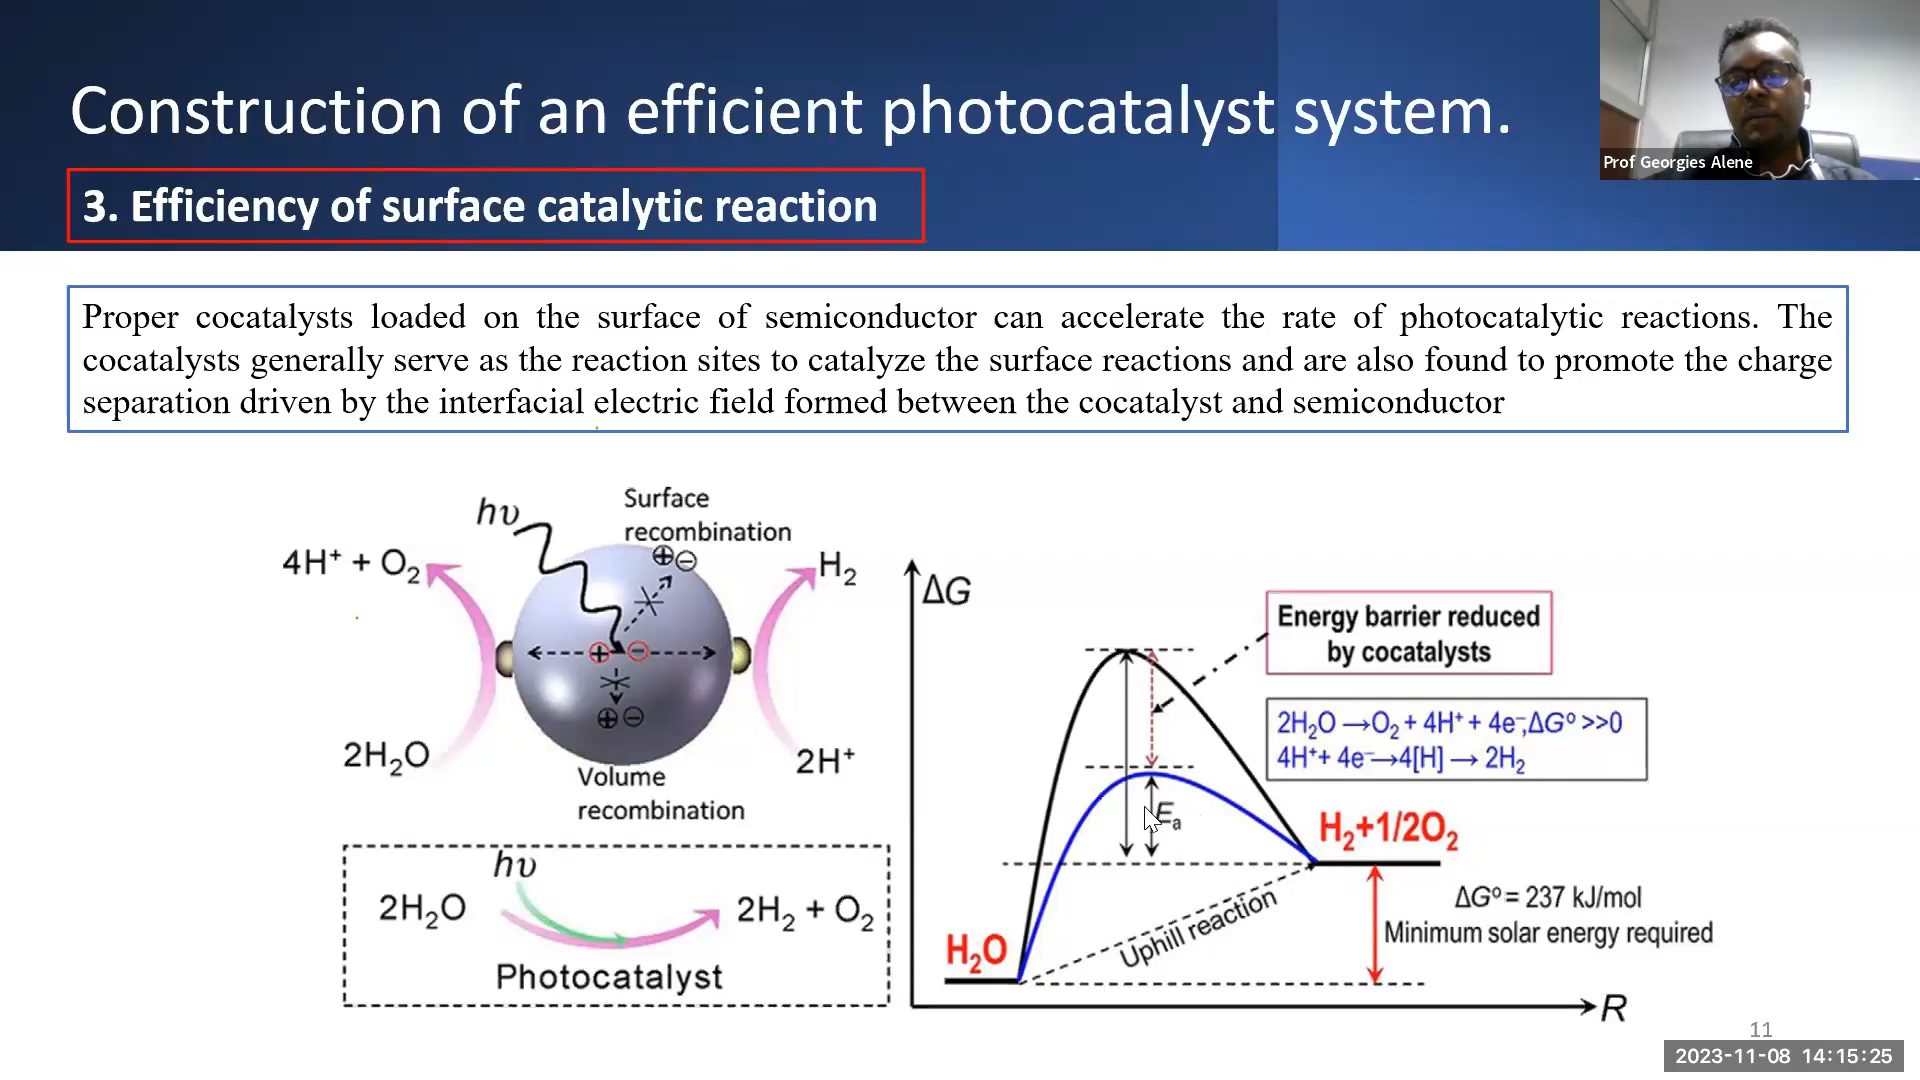 Construction of an efficient photocatalyst system.
Prof Georgies Alene
3. Efficiency of surface catalytic reaction
Proper cocatalysts loaded on the surface of semiconductor can accelerate the rate of photocatalytic reactions. The
cocatalysts generally serve as the reaction sites to catalyze the surface reactions and are also found to promote the charge
separation driven by the interfacial electric field formed between the cocatalyst and semiconductor
hυ
Surface
recombination
4H⁺ + O₂
H₂
2H₂O
2H⁺
Volume
recombination
hυ
2H₂O
2H₂ + O₂
Photocatalyst
ΔG
Energy barrier reduced
by cocatalysts
2H₂O →O₂ + 4H⁺ + 4e⁻,ΔGº >>0
4H⁺+ 4e⁻→4[H] → 2H₂
Eₐ
H₂+1/2O₂
ΔGº = 237 kJ/mol
Minimum solar energy required
Uphill reaction
H₂O
R
11
2023-11-08 14:15:25